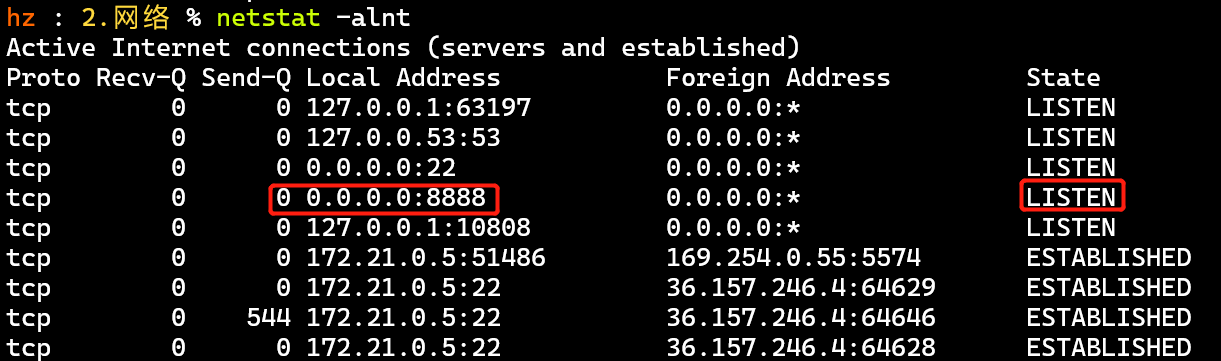 hz : 2.网络 % netstat -alnt
Active Internet connections (servers and established)
Proto Recv-Q Send-Q Local Address           Foreign Address         State
tcp        0      0 127.0.0.1:63197         0.0.0.0:*               LISTEN
tcp        0      0 127.0.0.53:53           0.0.0.0:*               LISTEN
tcp        0      0 0.0.0.0:22              0.0.0.0:*               LISTEN
tcp        0      0 0.0.0.0:8888            0.0.0.0:*               LISTEN
tcp        0      0 127.0.0.1:10808         0.0.0.0:*               LISTEN
tcp        0      0 172.21.0.5:51486        169.254.0.55:5574       ESTABLISHED
tcp        0      0 172.21.0.5:22           36.157.246.4:64629      ESTABLISHED
tcp        0    544 172.21.0.5:22           36.157.246.4:64646      ESTABLISHED
tcp        0      0 172.21.0.5:22           36.157.246.4:64628      ESTABLISHED